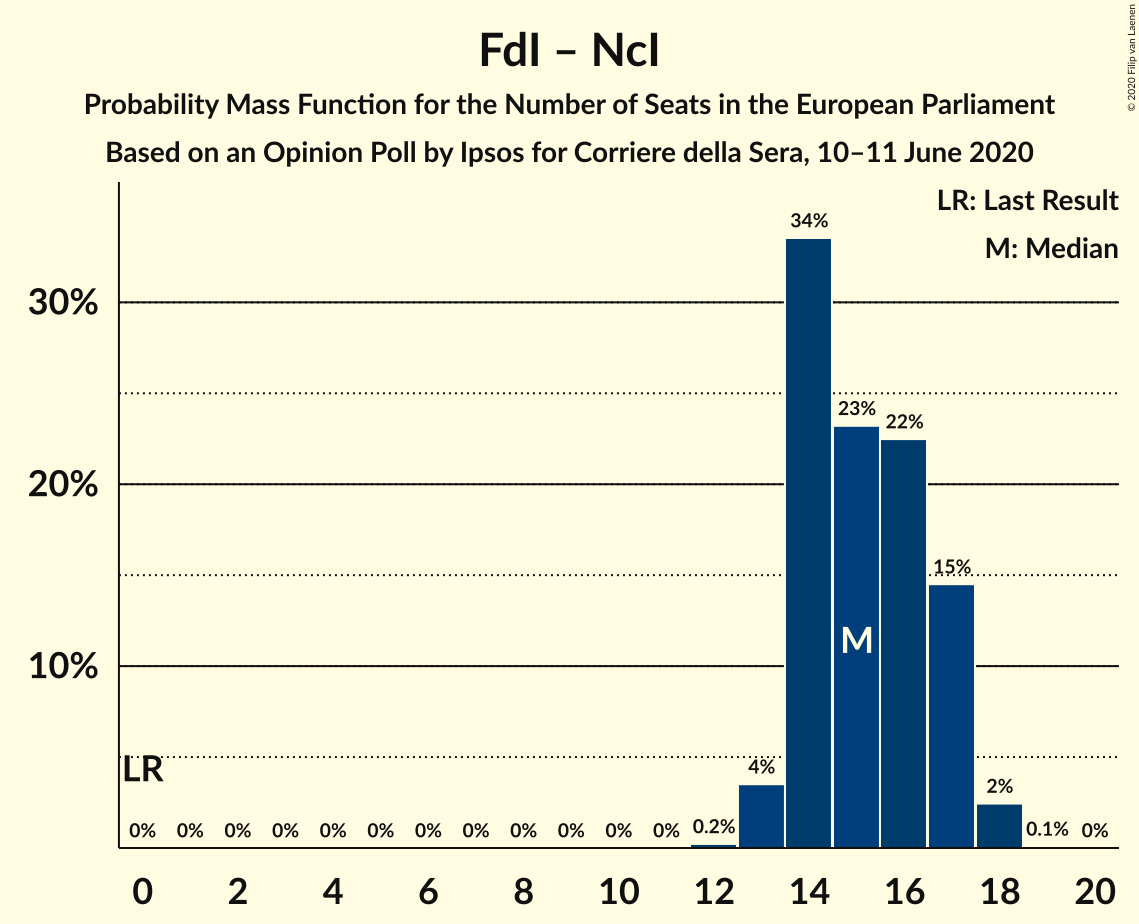 FdI – NcI
Probability Mass Function for the Number of Seats in the European Parliament
Based on an Opinion Poll by Ipsos for Corriere della Sera, 10–11 June 2020
© 2020 Filip van Laenen
LR: Last Result
M: Median
34%
30%
23%
22%
20%
15%
M
10%
LR
4%
2%
0% 0% 0% 0% 0% 0% 0% 0% 0% 0% 0% 0% 0.2% 0.1% 0%
0 2 4 6 8 10 12 14 16 18 20